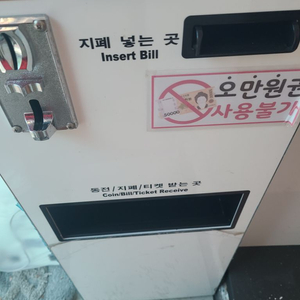 지폐 넣는 곳
Insert Bill
오만원권
사용불가
동전/지폐/티켓 받는 곳
Coin/Bill/Ticket Receive